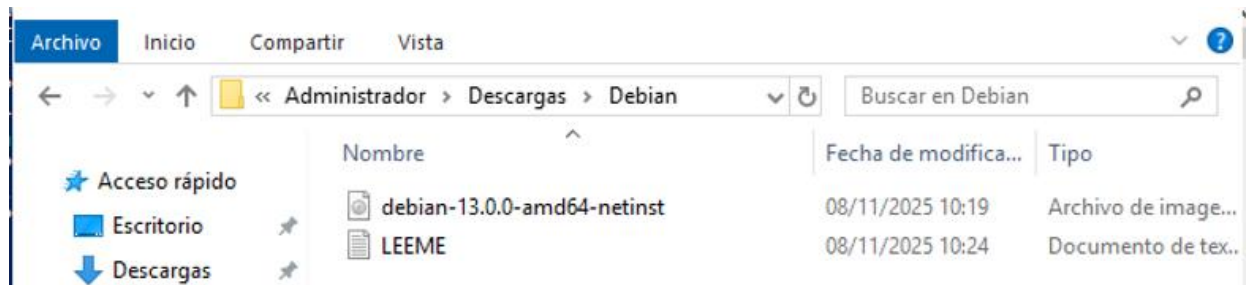 Archivo Inicio Compartir Vista
« Administrador > Descargas > Debian Buscar en Debian
Nombre Fecha de modifica... Tipo
Acceso rápido
debian-13.0.0-amd64-netinst 08/11/2025 10:19 Archivo de image...
Escritorio
LEEME 08/11/2025 10:24 Documento de tex...
Descargas